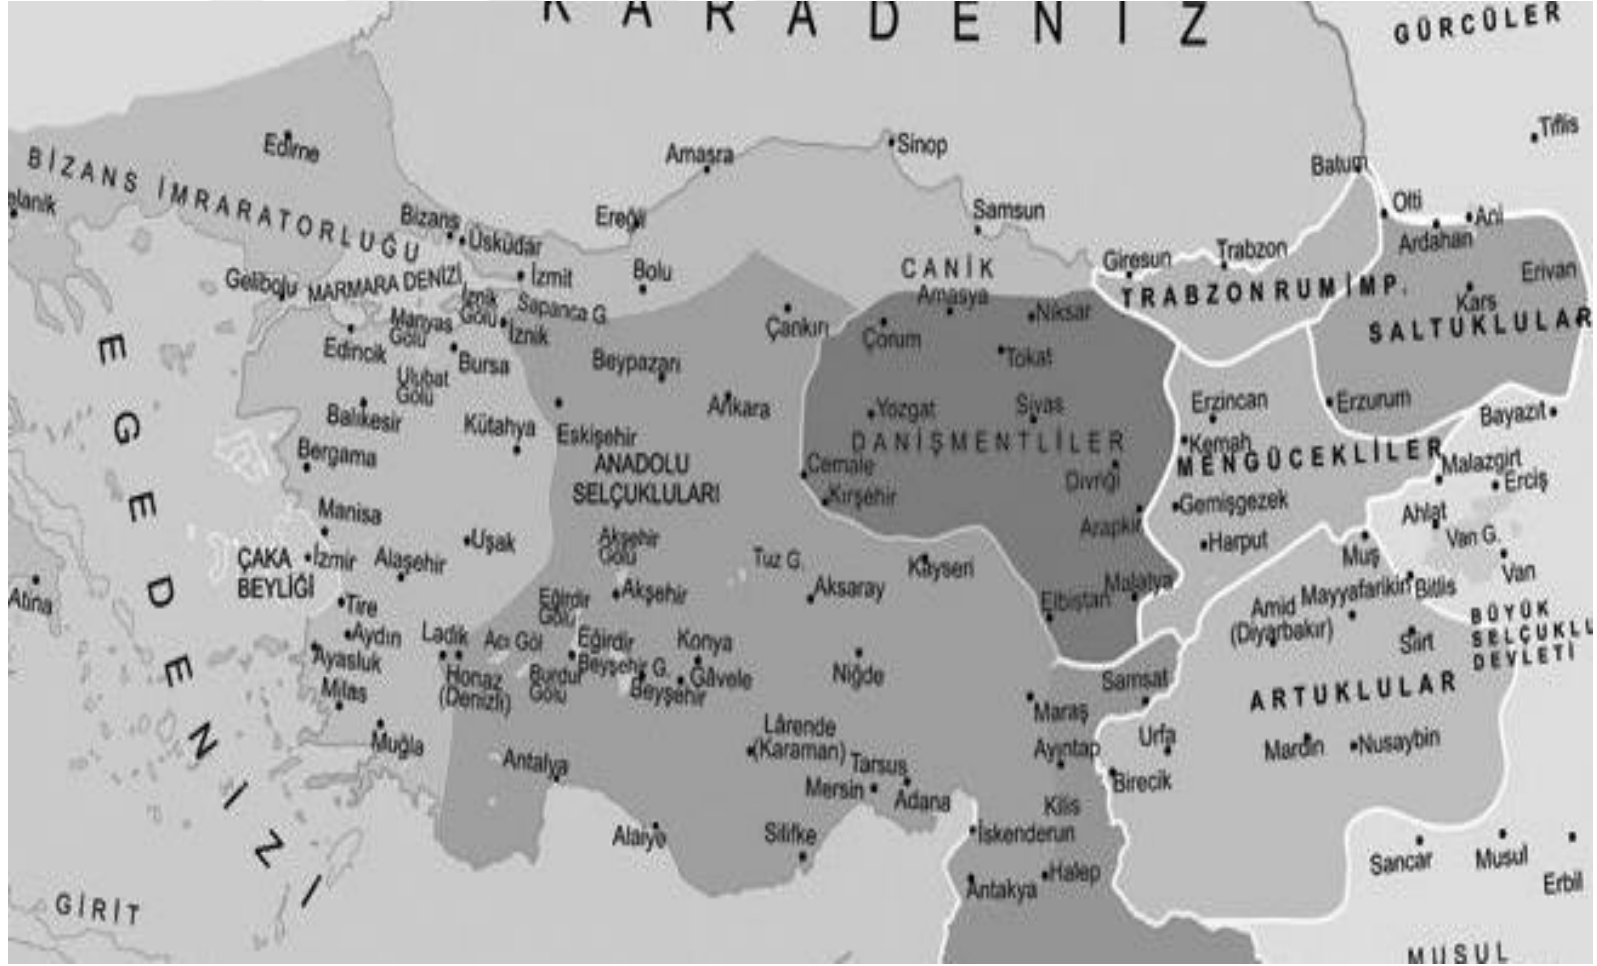 KARADENİZ
GÜRCÜLER
Tiflis
Edirne
Sinop
Amasra
Batum
BİZANS İMRARATORLUĞU
elanik
Olti
Ani
Samsun
Ereğli
Bizans
Üsküdar
Ardahan
Trabzon
Giresun
CANİK
Bolu
İzmit
Gelibolu
MARMARA DENİZİ
Erivan
Kars
TRABZON RUM İMP.
Amasya
Niksar
İznik
Gölü
Sapanca G.
SALTUKLULAR
Çankırı
Çorum
Manyas
Gölü
İznik
Edincik
Bursa
Beypazarı
Tokat
Ulubat
Gölü
Ankara
Yozgat
Sivas
Erzincan
Erzurum
Bayazıt
Balıkesir
Kütahya
Eskişehir
DANİŞMENTLİLER
Kemah
MENGÜCEKLİLER
Bergama
ANADOLU
SELÇUKLULARI
Cemale
Kırşehir
Divriği
Malazgirt
Erciş
Gemişgezek
Manisa
Arapkir
Ahlat
Van G.
Uşak
Akşehir
Gölü
Harput
Muş
ÇAKA
BEYLİĞİ
İzmir
Alaşehir
Tuz G.
Kayseri
Van
Atina
Tire
Akşehir
Aksaray
Malatya
Elbistan
Mayyafarikin
Bitlis
Eğirdir
Gölü
Amid
(Diyarbakır)
BÜYÜK
SELÇUKLU
DEVLETİ
Aydın
Ladik
Acı Göl
Eğirdir
Konya
Siirt
Ayasluk
Honaz
(Denizli)
Burdur
Gölü
Beyşehir G.
Beyşehir
Gâvele
Niğde
Samsat
ARTUKLULAR
Milas
Maraş
Muğla
Lârende
(Karaman)
Ayıntap
Urfa
Mardin
Nusaybin
Antalya
Tarsus
Mersin
Adana
Birecik
Kilis
Alaiye
Silifke
İskenderun
Halep
Antakya
Sancar
Musul
Erbil
EGE DENİZİ
GİRİT
MUSUL